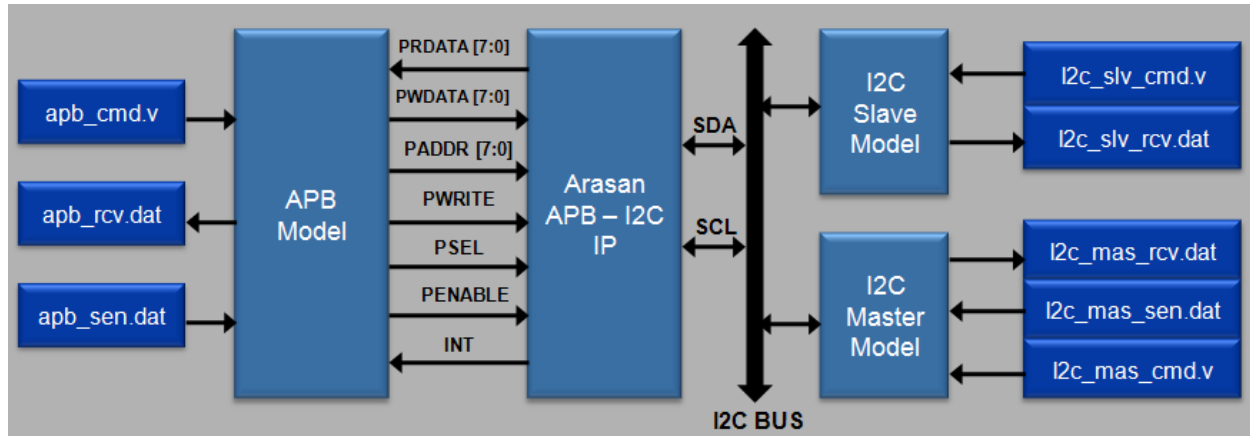 apb_cmd.v
apb_rcv.dat
apb_sen.dat
APB
Model
PRDATA [7:0]
PWDATA [7:0]
PADDR [7:0]
PWRITE
PSEL
PENABLE
INT
Arasan
APB – I2C
IP
SDA
SCL
I2C BUS
I2C
Slave
Model
I2c_slv_cmd.v
I2c_slv_rcv.dat
I2C
Master
Model
I2c_mas_rcv.dat
I2c_mas_sen.dat
I2c_mas_cmd.v